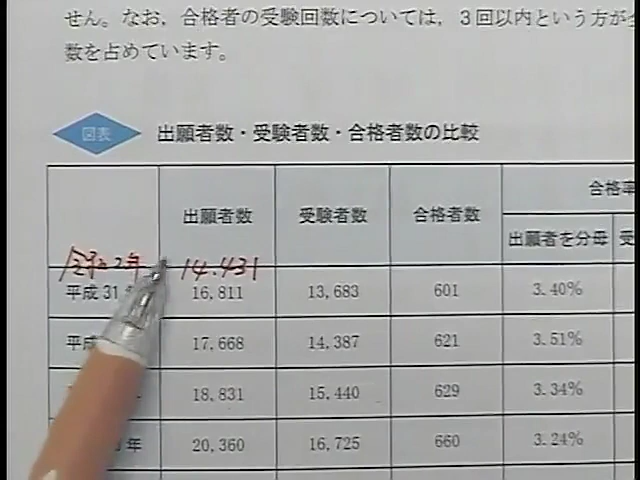 せん。なお，合格者の受験回数については，3回以内という方が
数を占めています。
図表 出願者数・受験者数・合格者数の比較
合格率
出願者数 受験者数 合格者数
出願者を分母 受
令和2年 14.431
平成31 16,811 13,683 601 3.40%
平成 17,668 14,387 621 3.51%
18,831 15,440 629 3.34%
年 20,360 16,725 660 3.24%